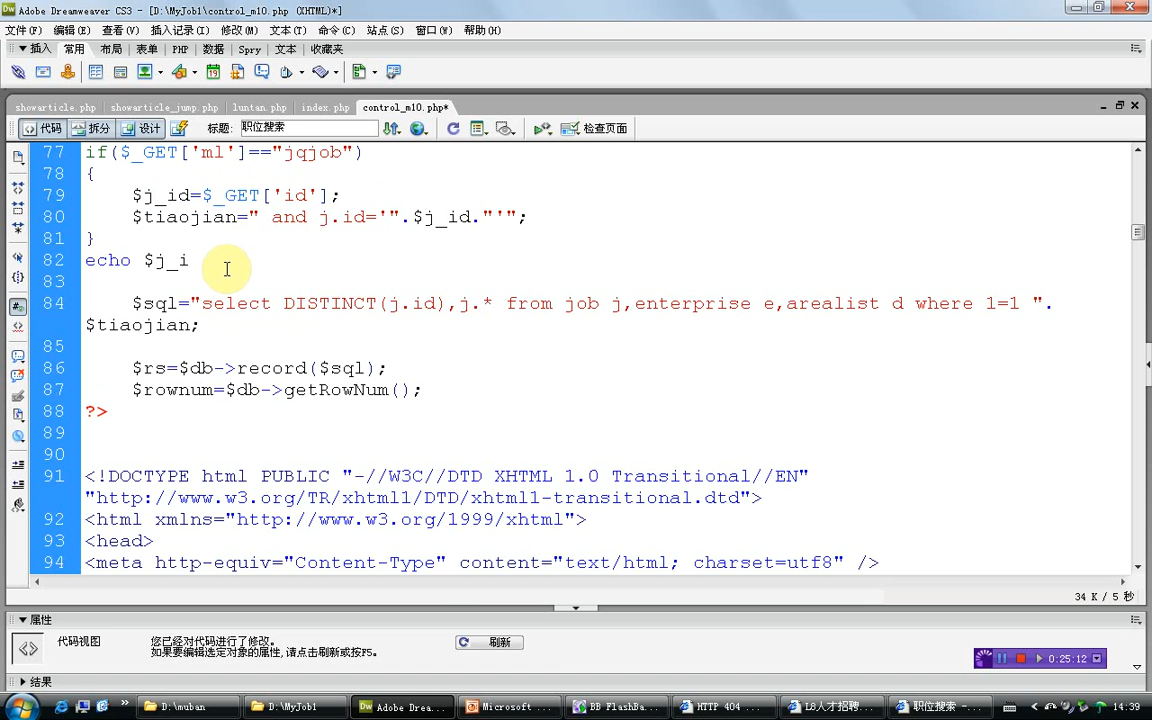 Adobe Dreamweaver CS3 - [D:\MyJob1\control_m10.php (XHTML)*]
文件(F) 编辑(E) 查看(V) 插入记录(I) 修改(M) 文本(T) 命令(C) 站点(S) 窗口(W) 帮助(H)
▼ 插入 常用 布局 表单 PHP 数据 Spry 文本 收藏夹
showarticle.php showarticle_jump.php luntan.php index.php control_m10.php*
代码 拆分 设计 标题: 职位搜索 检查页面
77 if($_GET['ml']=="jqjob")
78 {
79 $j_id=$_GET['id'];
80 $tiaojian=" and j.id='".$j_id."'";
81 }
82 echo $j_i
83
84 $sql="select DISTINCT(j.id),j.* from job j,enterprise e,arealist d where 1=1 ".
$tiaojian;
85
86 $rs=$db->record($sql);
87 $rownum=$db->getRowNum();
88 ?>
89
90
91 <!DOCTYPE html PUBLIC "-//W3C//DTD XHTML 1.0 Transitional//EN"
"http://www.w3.org/TR/xhtml1/DTD/xhtml1-transitional.dtd">
92 <html xmlns="http://www.w3.org/1999/xhtml">
93 <head>
94 <meta http-equiv="Content-Type" content="text/html; charset=utf8" />
34 K / 5 秒
▼ 属性
代码视图 您已经对代码进行了修改。 刷新
如果要编辑选定对象的属性,请点击刷新或按F5。
0:25:12
结果
D:\muban D:\MyJob1 Adobe Drea... Microsoft ... BB FlashBa... HTTP 404 ... L8人才招聘... 职位搜索 -... 14:39